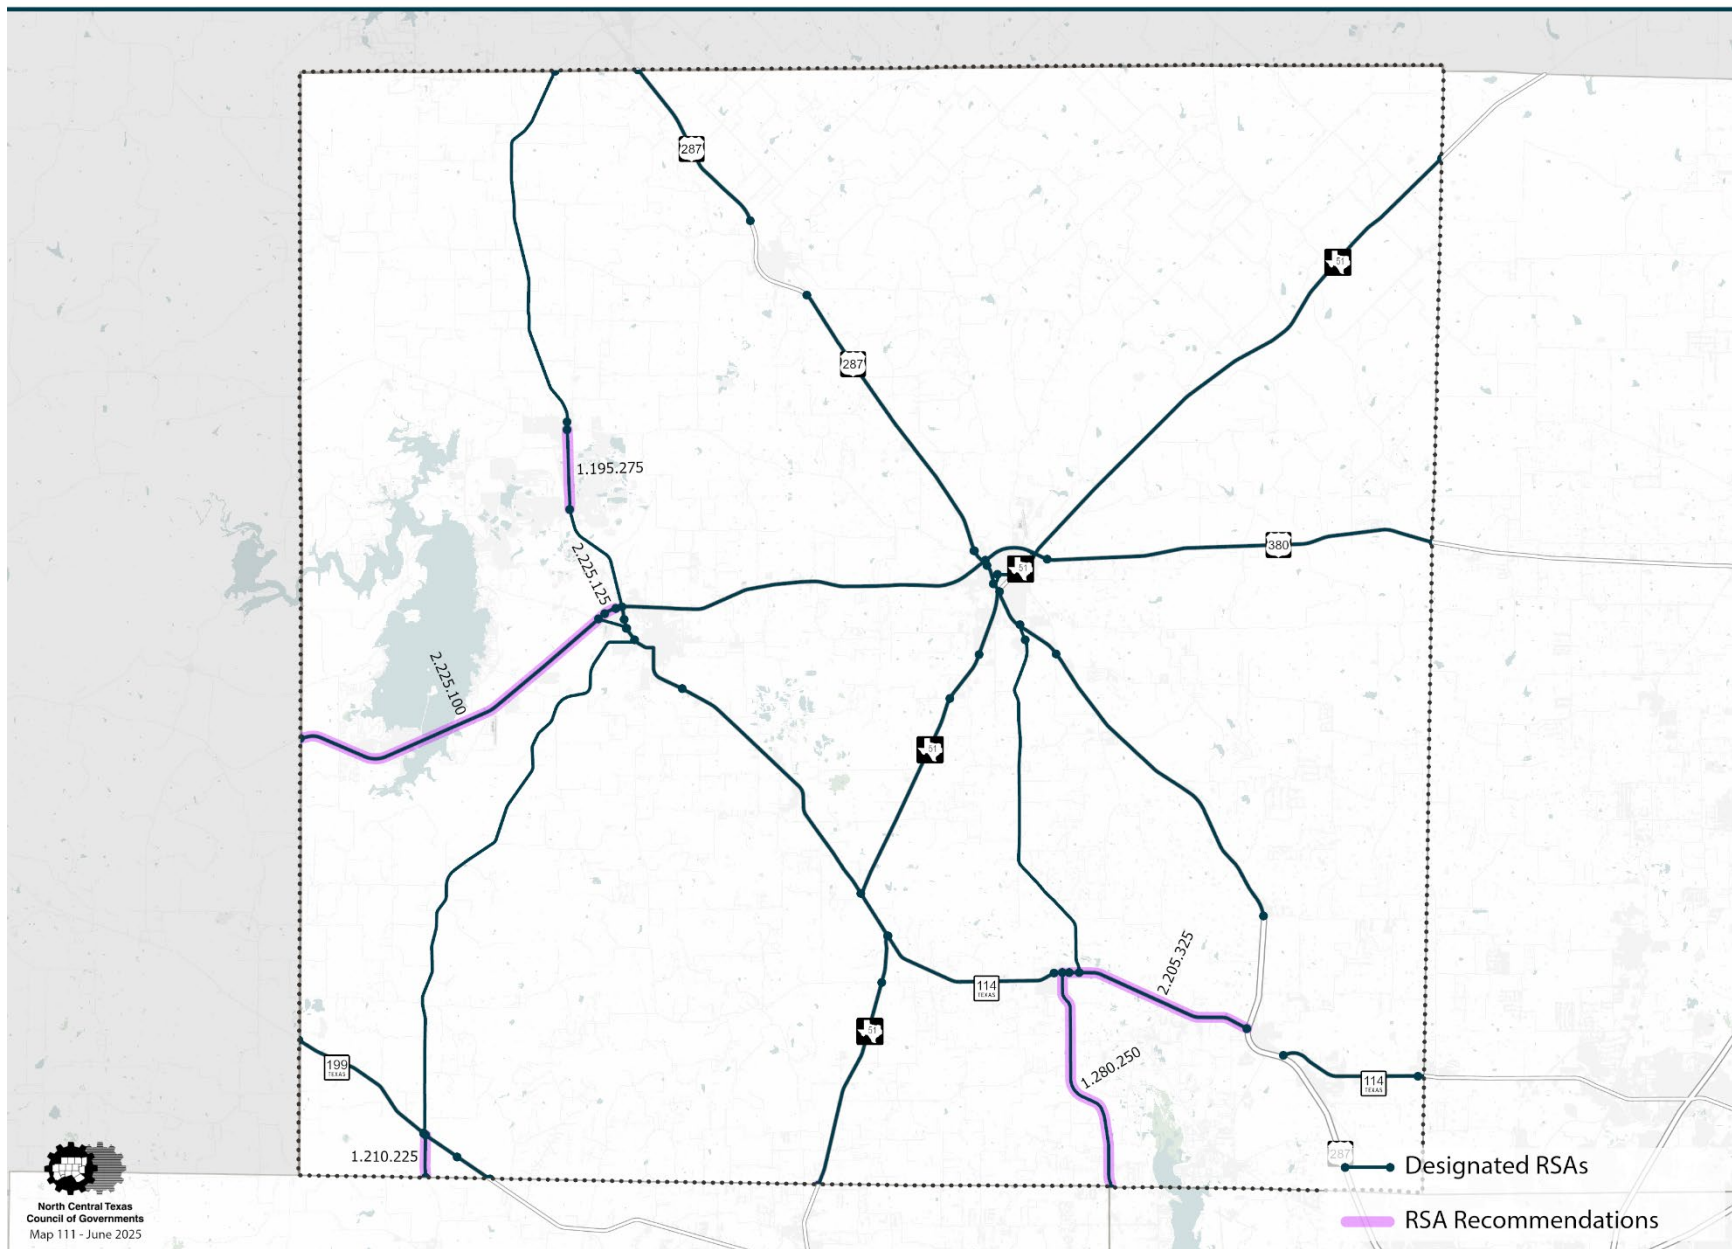 287
51
287
1.195.275
380
2.225.125
51
2.225.100
51
2.205.325
114
TEXAS
51
1.280.250
199
TEXAS
114
TEXAS
1.210.225
287
Designated RSAs
RSA Recommendations
North Central Texas
Council of Governments
Map 111 - June 2025